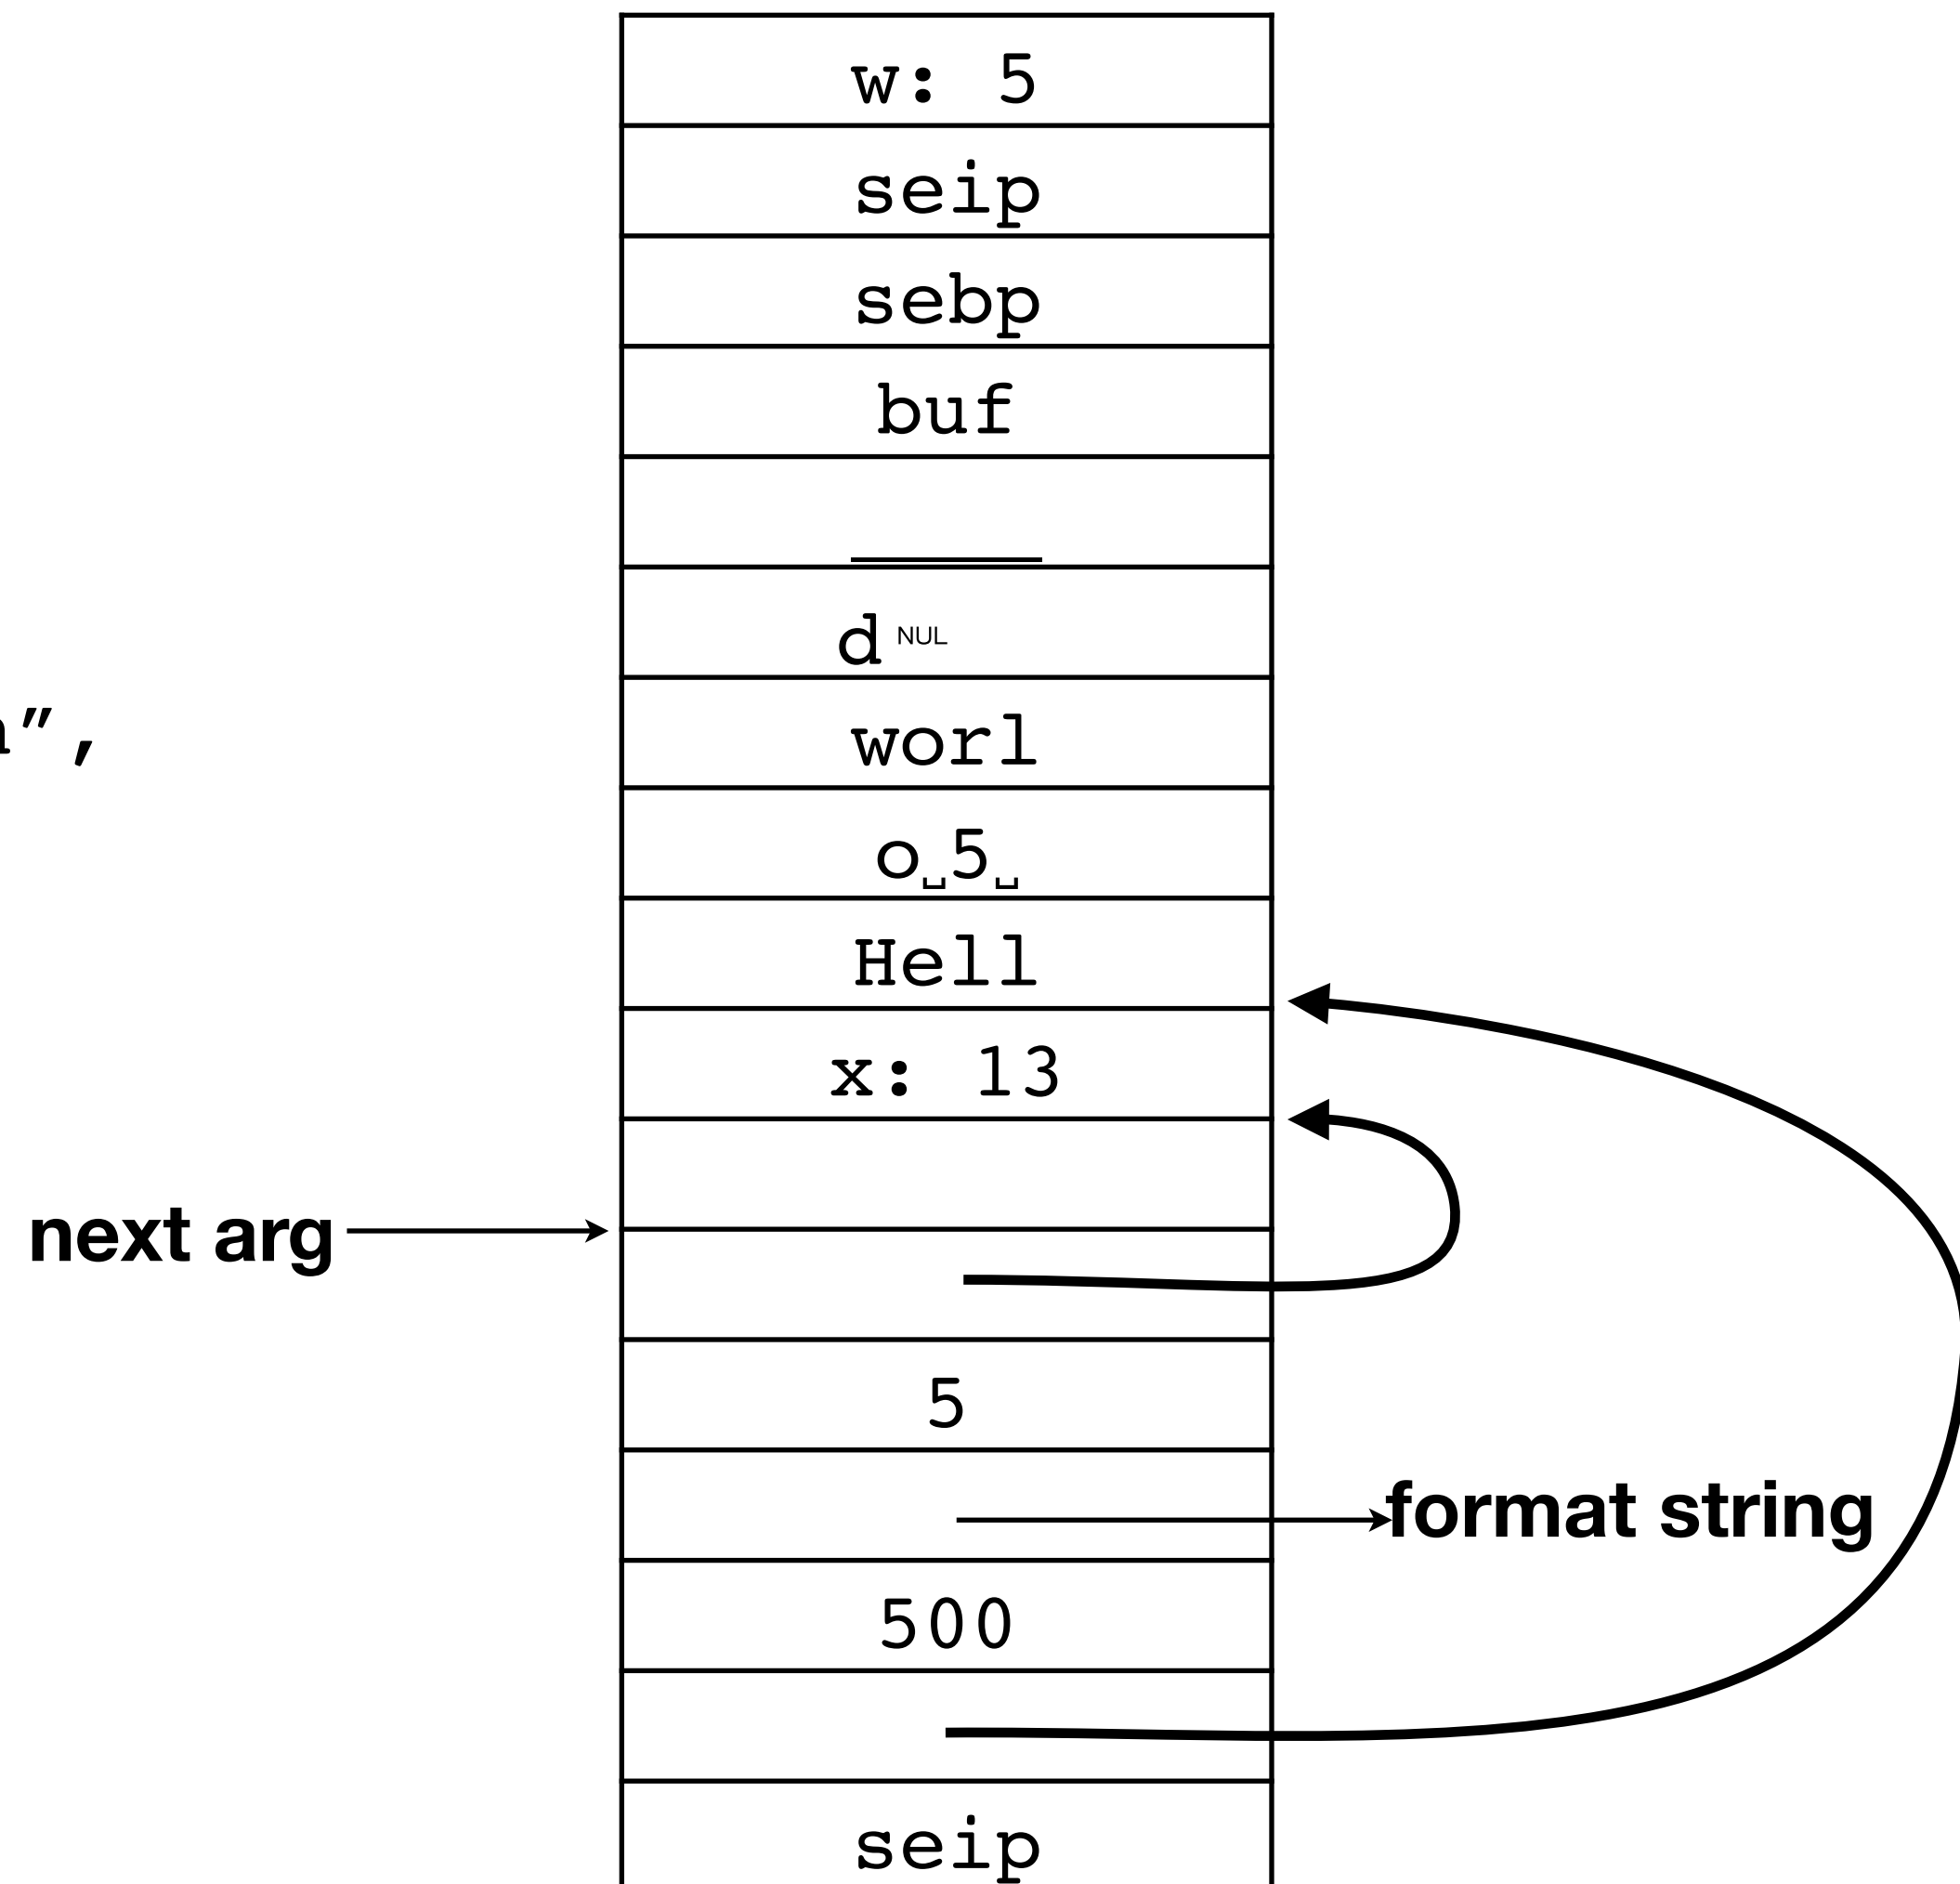 w: 5
seip
sebp
buf
d NUL
",
worl
o␣5␣
Hell
x: 13
next arg
5
format string
500
seip